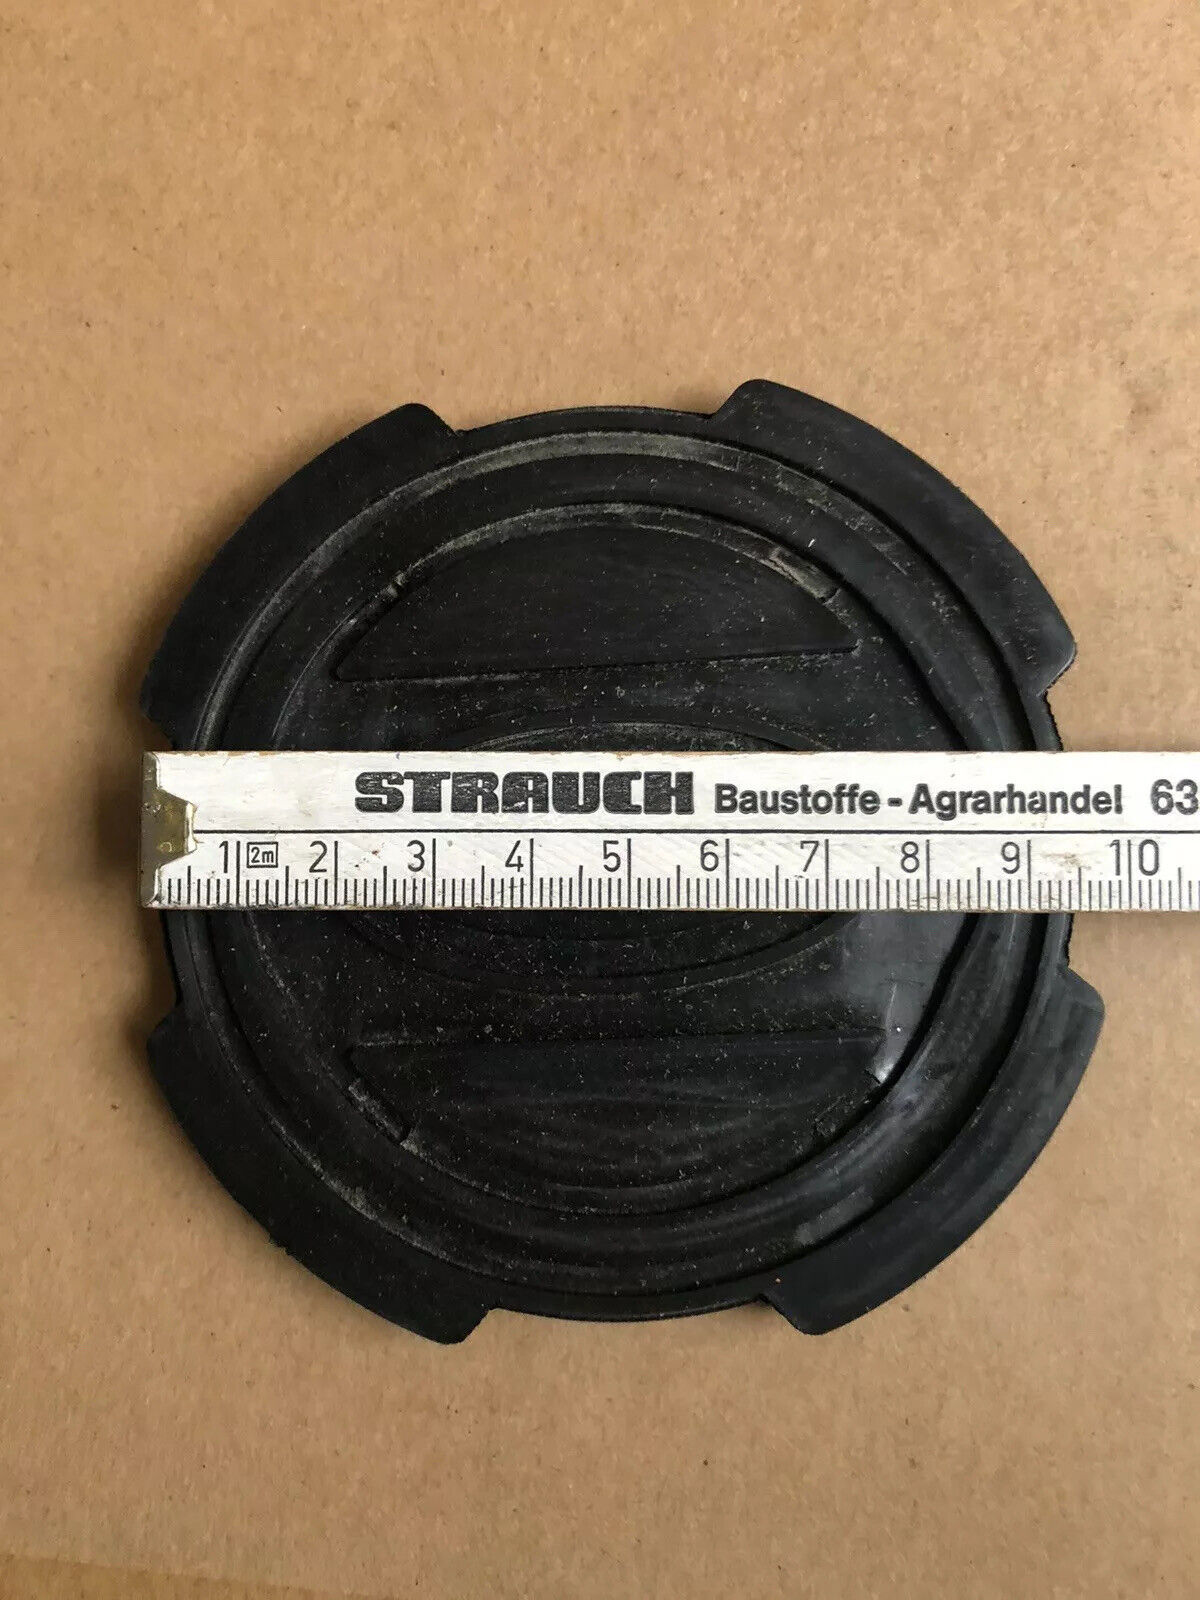 STRAUCH Baustoffe - Agrarhandel 63
1 2m 2 3 4 5 6 7 8 9 10